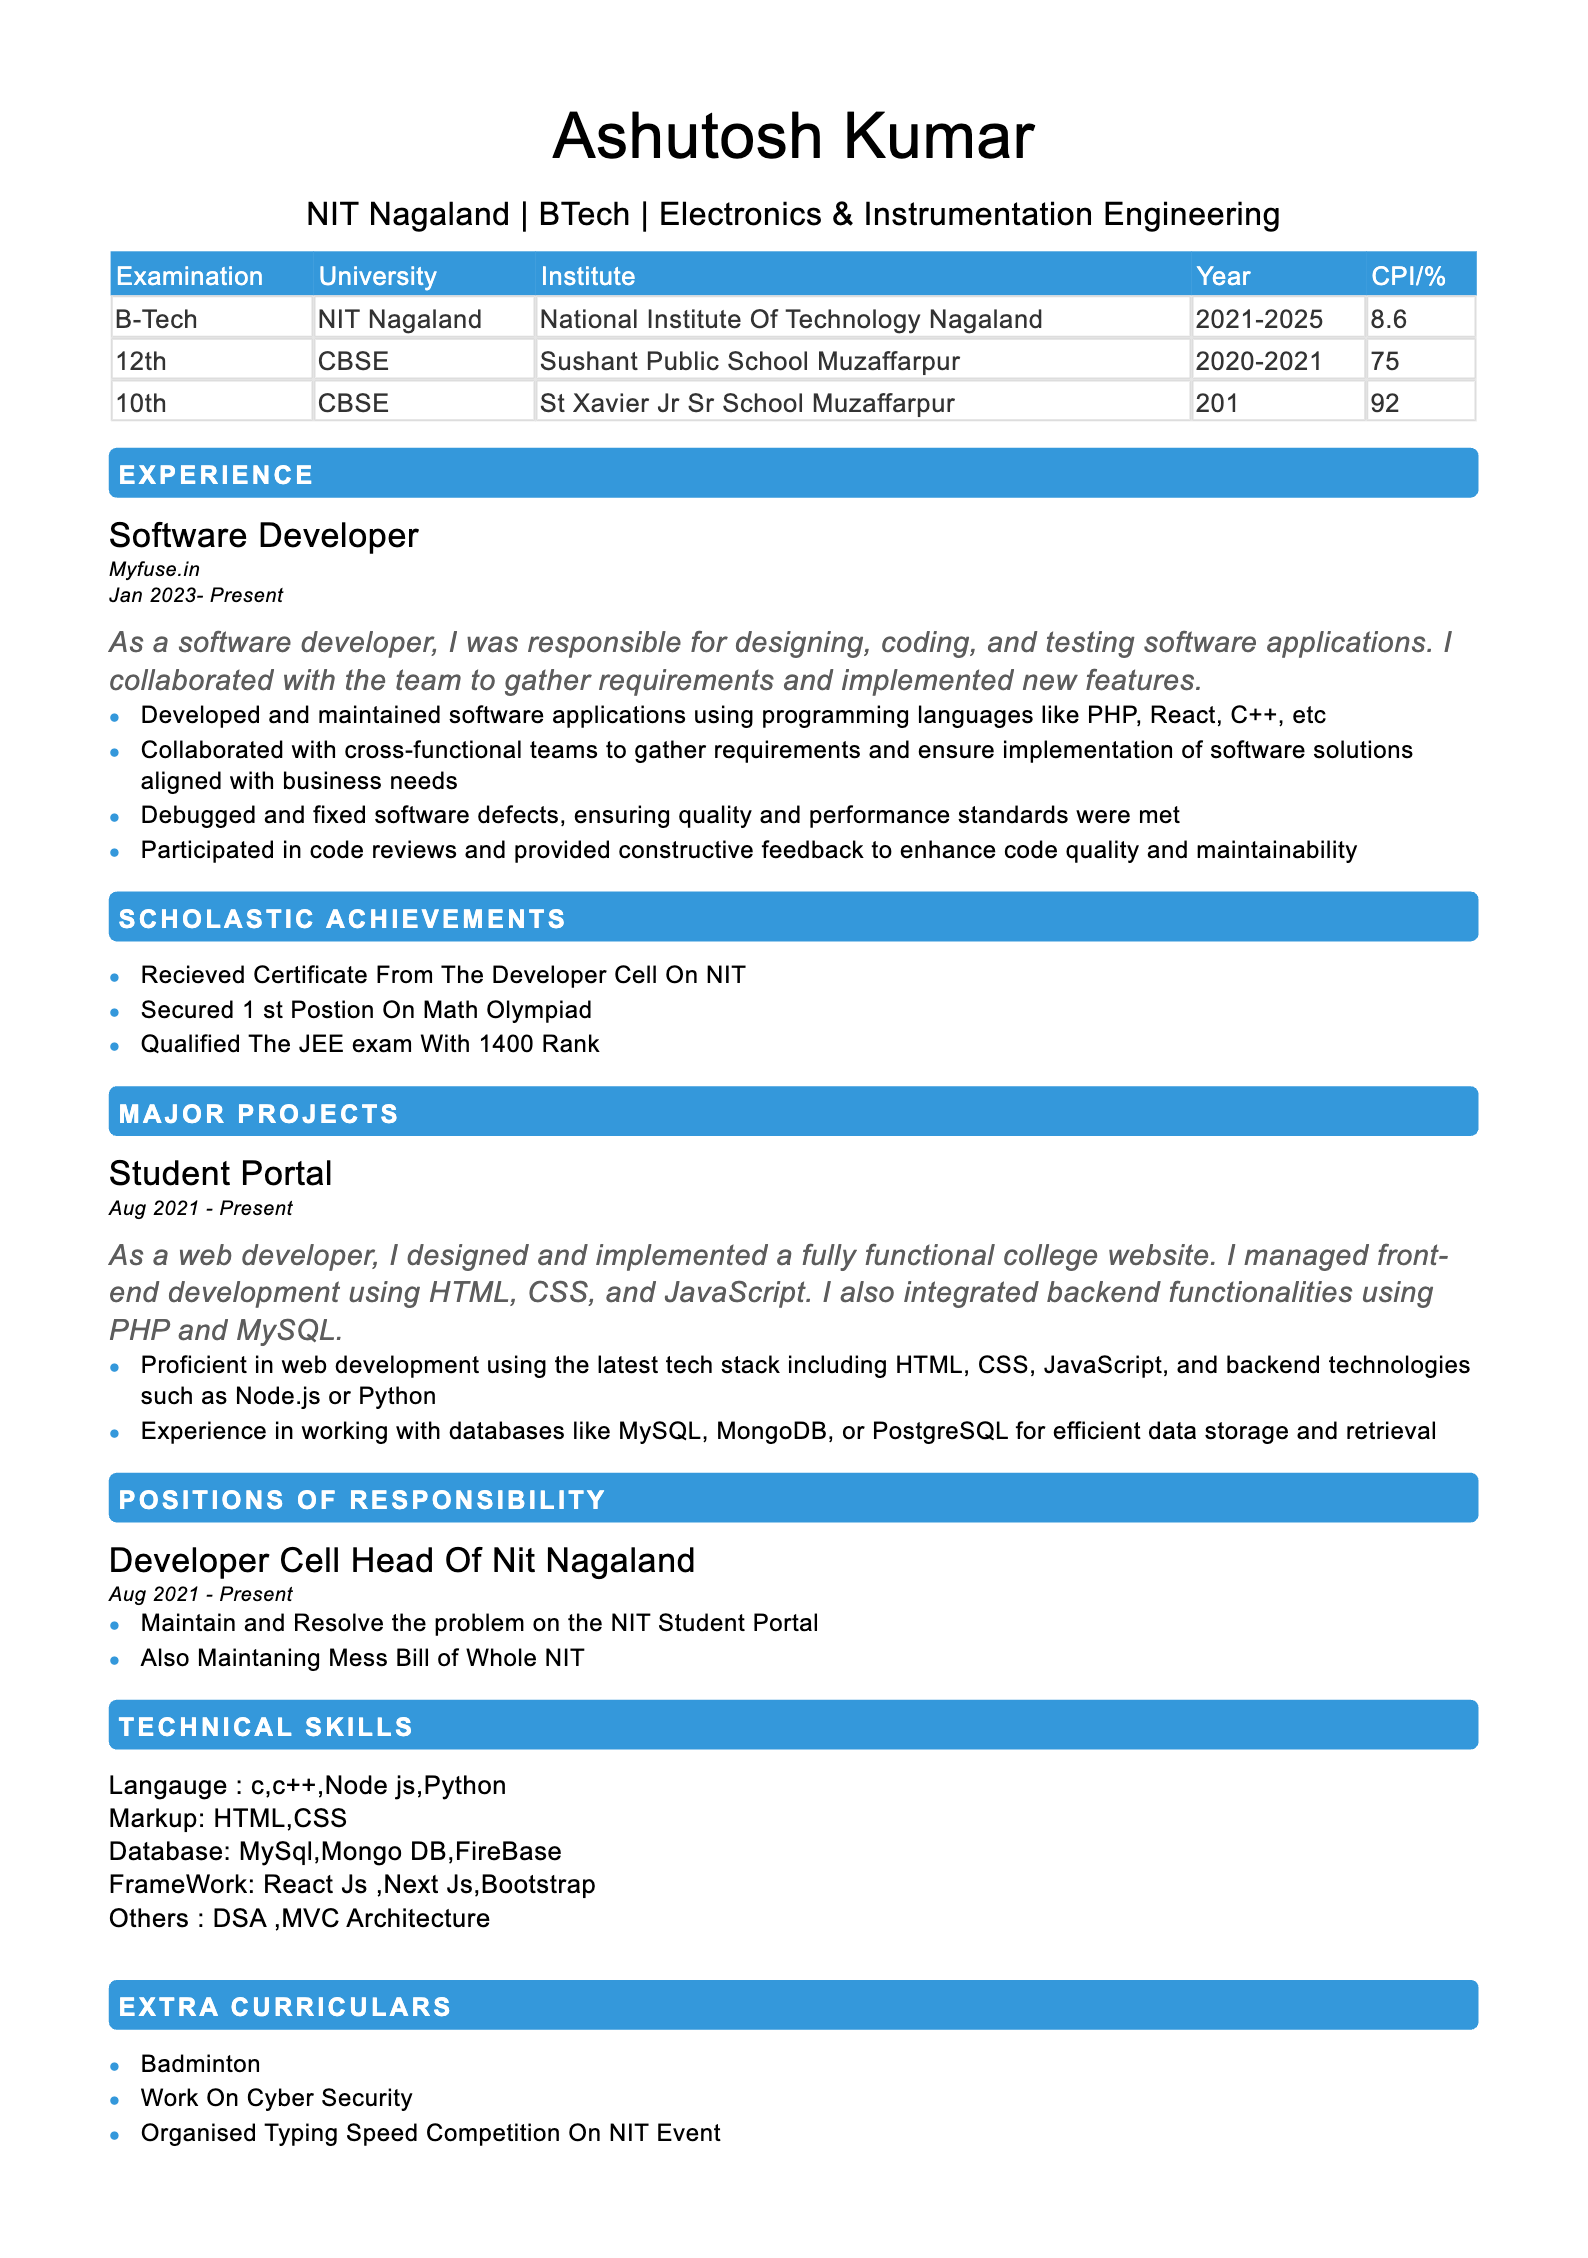 Ashutosh Kumar
NIT Nagaland | BTech | Electronics & Instrumentation Engineering
Examination University Institute Year CPI/%
B-Tech NIT Nagaland National Institute Of Technology Nagaland 2021-2025 8.6
12th CBSE Sushant Public School Muzaffarpur 2020-2021 75
10th CBSE St Xavier Jr Sr School Muzaffarpur 201 92
EXPERIENCE
Software Developer
Myfuse.in
Jan 2023- Present
As a software developer, I was responsible for designing, coding, and testing software applications. I
collaborated with the team to gather requirements and implemented new features.
• Developed and maintained software applications using programming languages like PHP, React, C++, etc
• Collaborated with cross-functional teams to gather requirements and ensure implementation of software solutions
aligned with business needs
• Debugged and fixed software defects, ensuring quality and performance standards were met
• Participated in code reviews and provided constructive feedback to enhance code quality and maintainability
SCHOLASTIC ACHIEVEMENTS
• Recieved Certificate From The Developer Cell On NIT
• Secured 1 st Postion On Math Olympiad
• Qualified The JEE exam With 1400 Rank
MAJOR PROJECTS
Student Portal
Aug 2021 - Present
As a web developer, I designed and implemented a fully functional college website. I managed front-
end development using HTML, CSS, and JavaScript. I also integrated backend functionalities using
PHP and MySQL.
• Proficient in web development using the latest tech stack including HTML, CSS, JavaScript, and backend technologies
such as Node.js or Python
• Experience in working with databases like MySQL, MongoDB, or PostgreSQL for efficient data storage and retrieval
POSITIONS OF RESPONSIBILITY
Developer Cell Head Of Nit Nagaland
Aug 2021 - Present
• Maintain and Resolve the problem on the NIT Student Portal
• Also Maintaning Mess Bill of Whole NIT
TECHNICAL SKILLS
Langauge : c,c++,Node js,Python
Markup: HTML,CSS
Database: MySql,Mongo DB,FireBase
FrameWork: React Js ,Next Js,Bootstrap
Others : DSA ,MVC Architecture
EXTRA CURRICULARS
• Badminton
• Work On Cyber Security
• Organised Typing Speed Competition On NIT Event